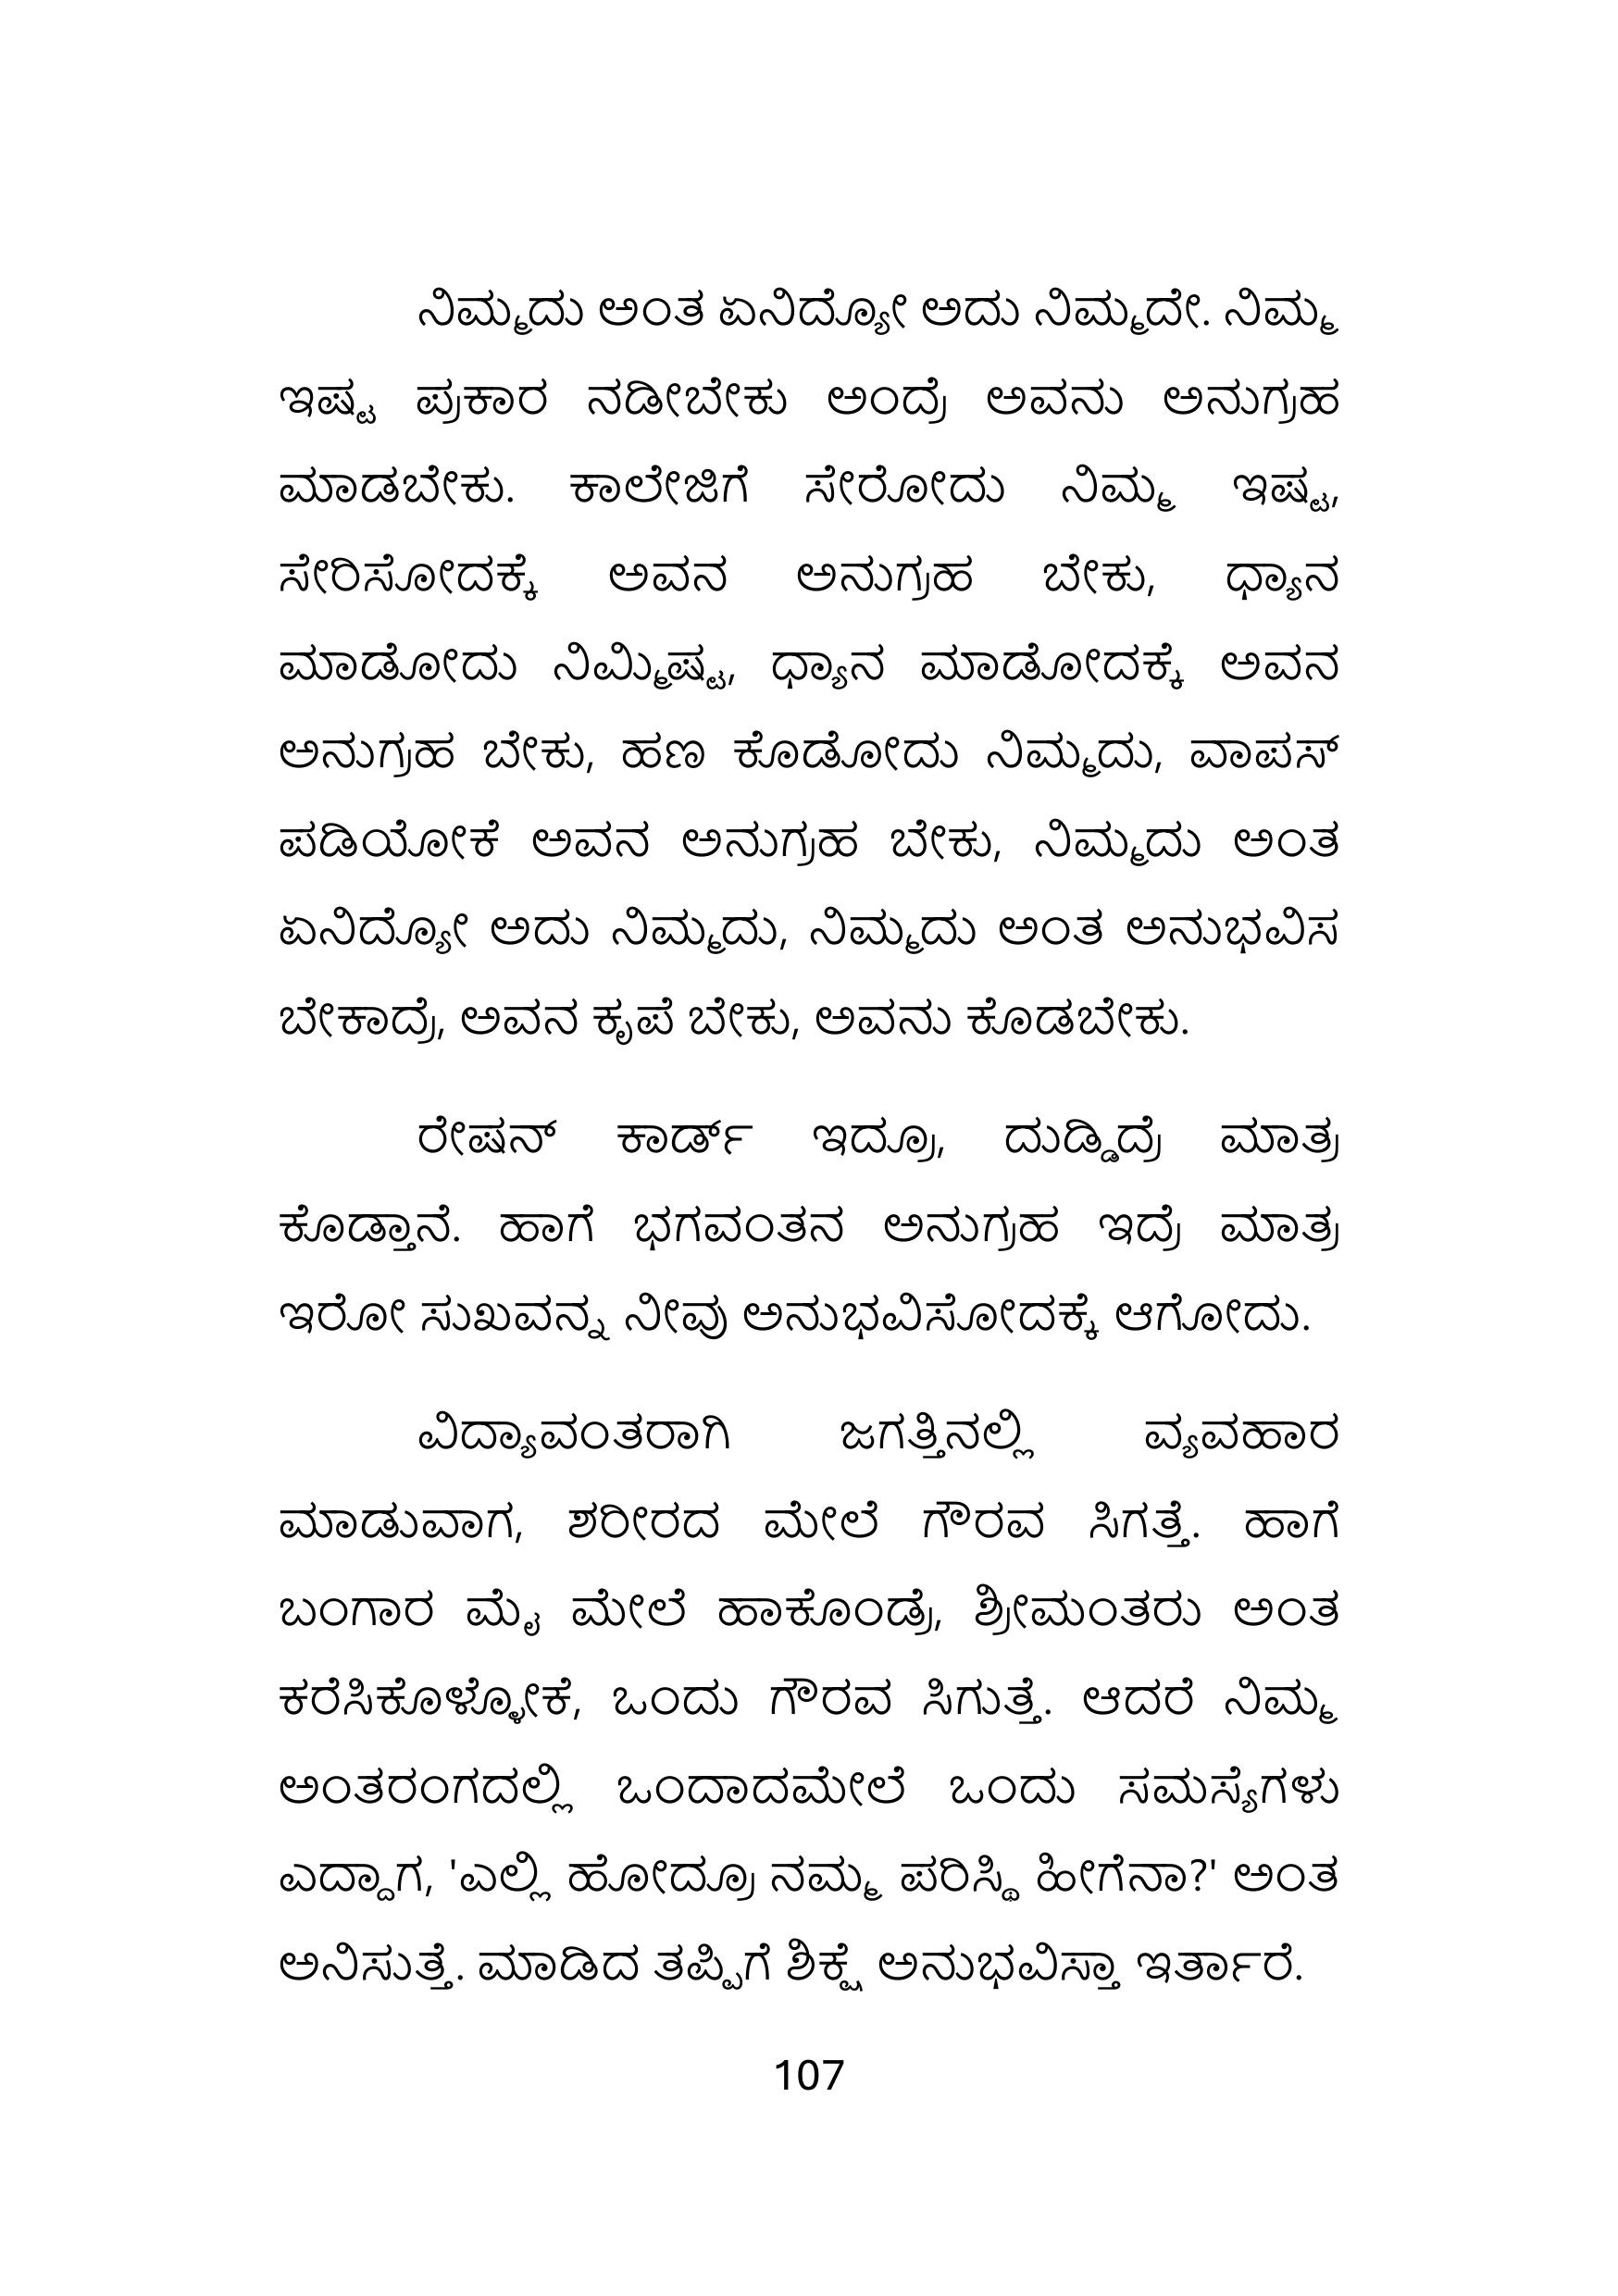 ನಿಮ್ಮದು ಅಂತ ಏನಿದ್ಯೋ ಅದು ನಿಮ್ಮದೇ. ನಿಮ್ಮ
ಇಷ್ಟ ಪ್ರಕಾರ ನಡೀಬೇಕು ಅಂದ್ರೆ ಅವನು ಅನುಗ್ರಹ
ಮಾಡಬೇಕು. ಕಾಲೇಜಿಗೆ ಸೇರೋದು ನಿಮ್ಮ ಇಷ್ಟ,
ಸೇರಿಸೋದಕ್ಕೆ ಅವನ ಅನುಗ್ರಹ ಬೇಕು, ಧ್ಯಾನ
ಮಾಡೋದು ನಿಮ್ಮಿಷ್ಟ, ಧ್ಯಾನ ಮಾಡೋದಕ್ಕೆ ಅವನ
ಅನುಗ್ರಹ ಬೇಕು, ಹಣ ಕೊಡೋದು ನಿಮ್ಮದು, ವಾಪಸ್
ಪಡಿಯೋಕೆ ಅವನ ಅನುಗ್ರಹ ಬೇಕು, ನಿಮ್ಮದು ಅಂತ
ಏನಿದ್ಯೋ ಅದು ನಿಮ್ಮದು, ನಿಮ್ಮದು ಅಂತ ಅನುಭವಿಸ
ಬೇಕಾದ್ರೆ, ಅವನ ಕೃಪೆ ಬೇಕು, ಅವನು ಕೊಡಬೇಕು.
ರೇಷನ್ ಕಾರ್ಡ್ ಇದ್ರೂ, ದುಡ್ಡಿದ್ರೆ ಮಾತ್ರ
ಕೊಡ್ತಾನೆ. ಹಾಗೆ ಭಗವಂತನ ಅನುಗ್ರಹ ಇದ್ರೆ ಮಾತ್ರ
ಇರೋ ಸುಖವನ್ನ ನೀವು ಅನುಭವಿಸೋದಕ್ಕೆ ಆಗೋದು.
ವಿದ್ಯಾವಂತರಾಗಿ ಜಗತ್ತಿನಲ್ಲಿ ವ್ಯವಹಾರ
ಮಾಡುವಾಗ, ಶರೀರದ ಮೇಲೆ ಗೌರವ ಸಿಗತ್ತೆ. ಹಾಗೆ
ಬಂಗಾರ ಮೈ ಮೇಲೆ ಹಾಕೊಂಡ್ರೆ, ಶ್ರೀಮಂತರು ಅಂತ
ಕರೆಸಿಕೊಳ್ಳೋಕೆ, ಒಂದು ಗೌರವ ಸಿಗುತ್ತೆ. ಆದರೆ ನಿಮ್ಮ
ಅಂತರಂಗದಲ್ಲಿ ಒಂದಾದಮೇಲೆ ಒಂದು ಸಮಸ್ಯೆಗಳು
ಎದ್ದಾಗ, 'ಎಲ್ಲಿ ಹೋದ್ರೂ ನಮ್ಮ ಪರಿಸ್ಥಿ ಹೀಗೆನಾ?' ಅಂತ
ಅನಿಸುತ್ತೆ. ಮಾಡಿದ ತಪ್ಪಿಗೆ ಶಿಕ್ಷೆ ಅನುಭವಿಸ್ತಾ ಇರ್ತಾರೆ.
107